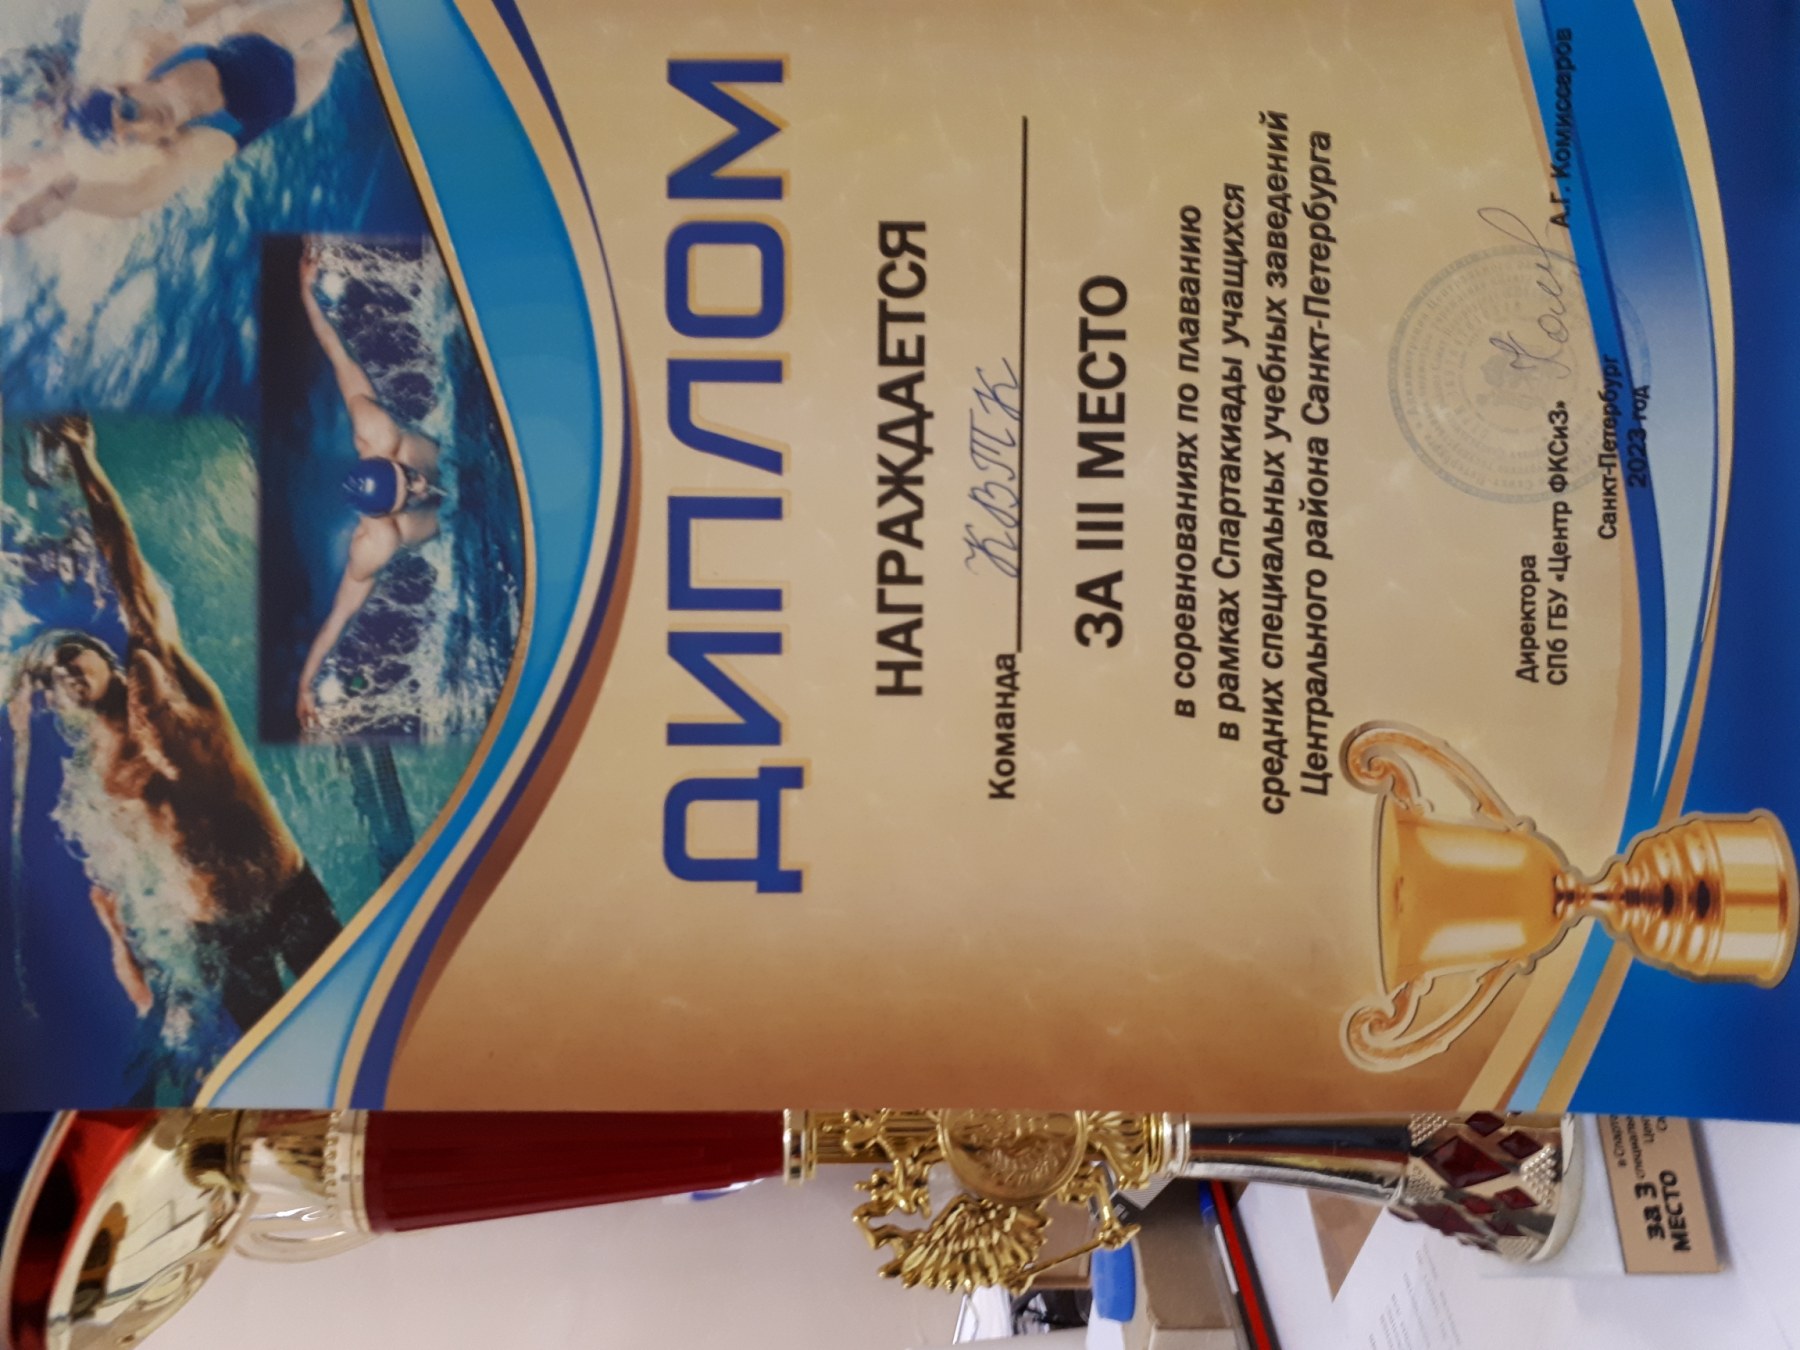 ДИПЛОМ
НАГРАЖДАЕТСЯ
Команда КВТК
ЗА III МЕСТО
в соревнованиях по плаванию
в рамках Спартакиады учащихся
средних специальных учебных заведений
Центрального района Санкт-Петербурга
Директора
СПб ГБУ «Центр ФКСиЗ» А.Г. Комиссаров
Санкт-Петербург
2023 год
за 3
МЕСТО